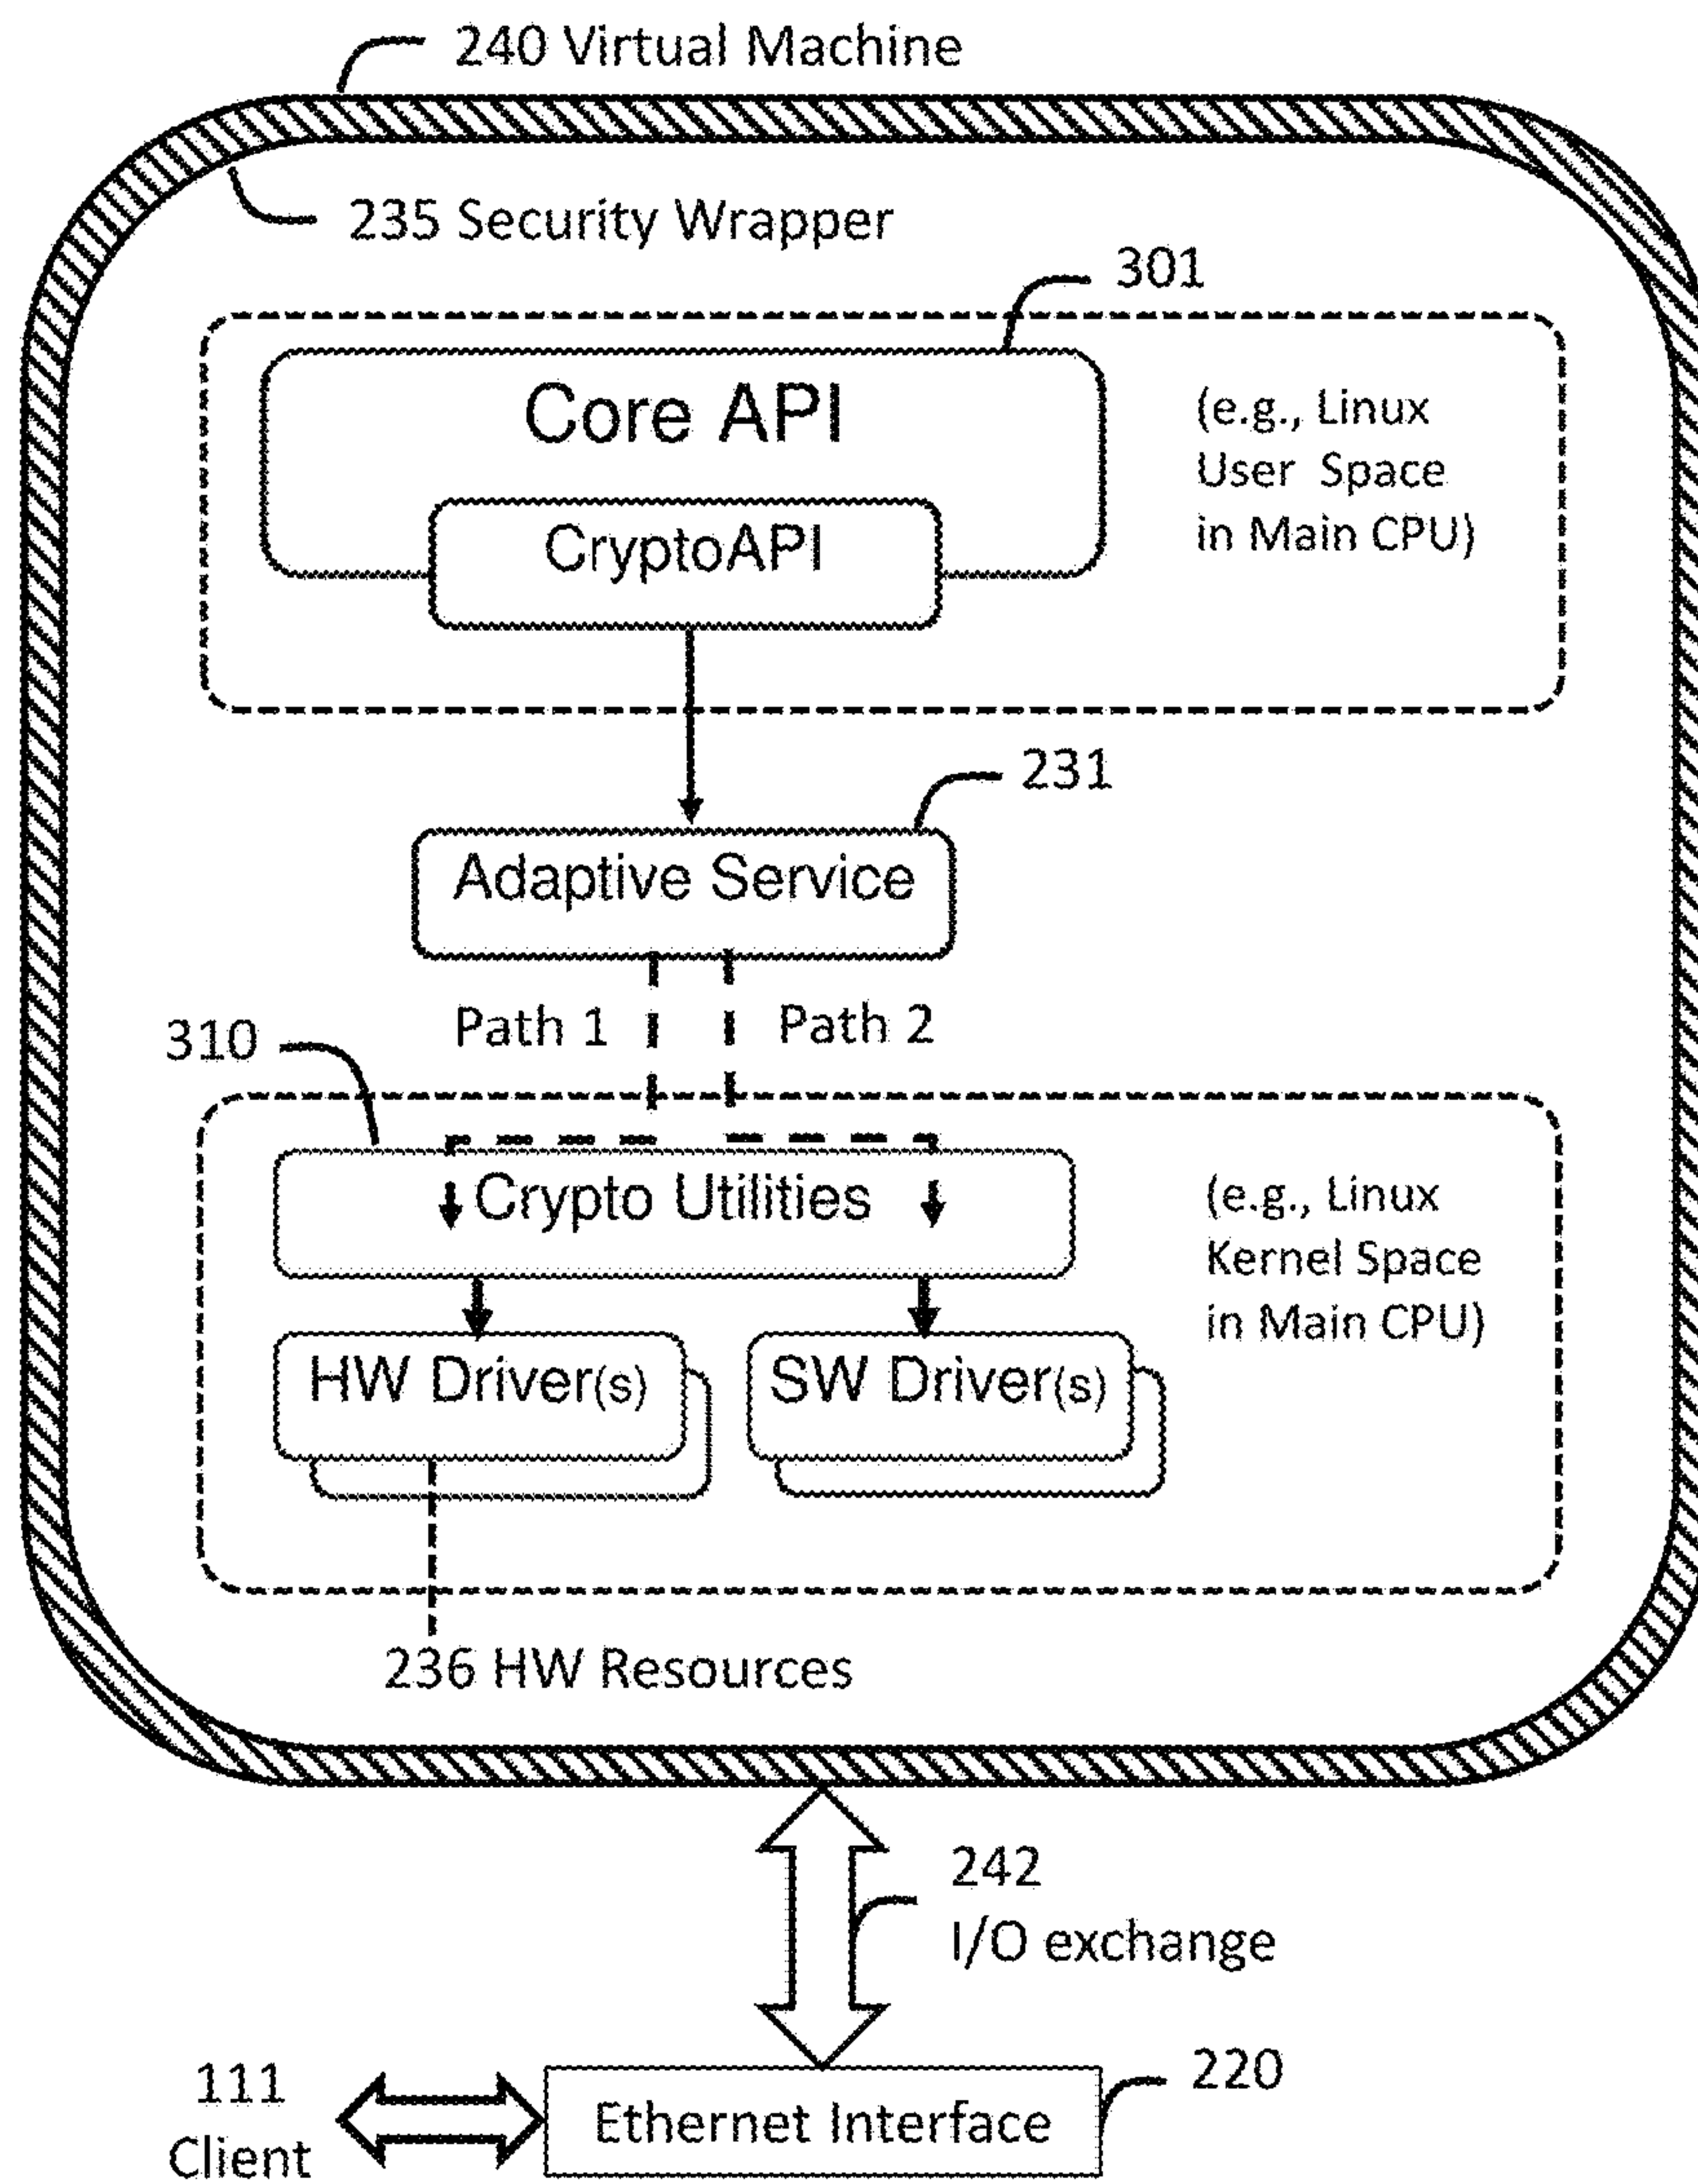 240 Virtual Machine
235 Security Wrapper
301
Core API
(e.g., Linux
User Space
in Main CPU)
CryptoAPI
231
Adaptive Service
Path 1
Path 2
310
Crypto Utilities
(e.g., Linux
Kernel Space
in Main CPU)
HW Driver(s)
SW Driver(s)
236 HW Resources
242
I/O exchange
111
Client
220
Ethernet Interface